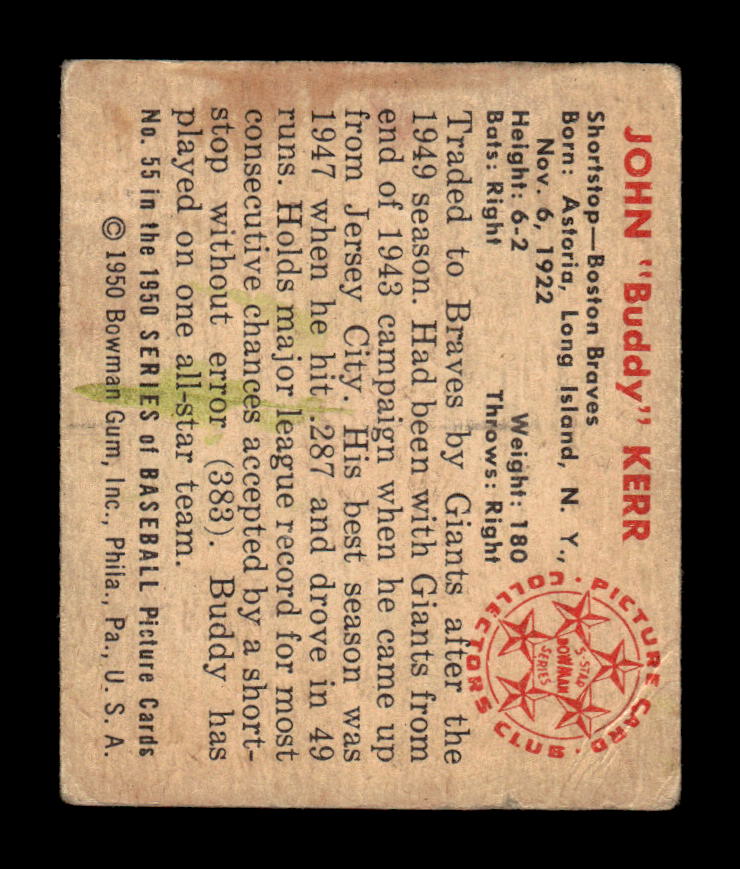 JOHN "Buddy" KERR
Shortstop—Boston Braves
Born: Astoria, Long Island, N. Y.,
Nov. 6, 1922
Height: 6-2 Weight: 180
Bats: Right Throws: Right
Traded to Braves by Giants after the
1949 season. Had been with Giants from
end of 1943 campaign when he came up
from Jersey City. His best season was
1947 when he hit .287 and drove in 49
runs. Holds major league record for most
consecutive chances accepted by a short-
stop without error (383). Buddy has
played on one all-star team.
No. 55 in the 1950 SERIES of BASEBALL Picture Cards
© 1950 Bowman Gum, Inc., Phila., Pa., U. S. A.
PICTURE CARD
COLLECTORS CLUB
5-STAR
BOWMAN
SERIES